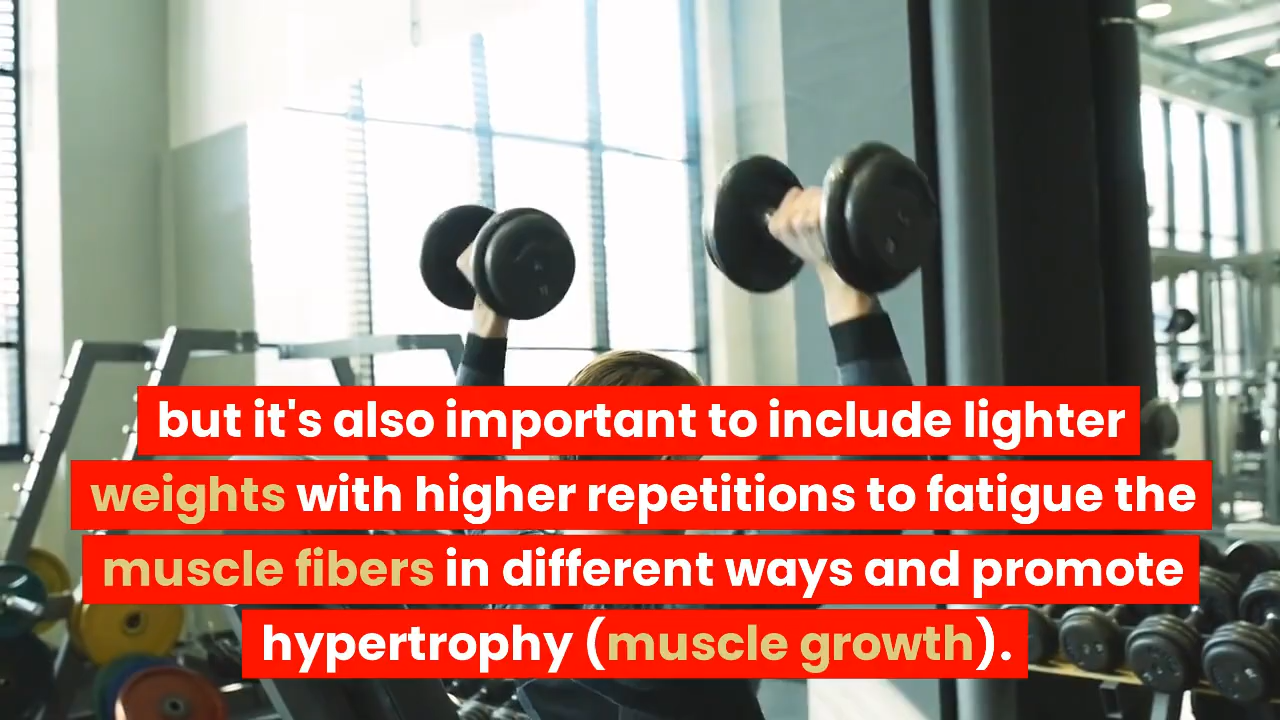 but it's also important to include lighter
weights with higher repetitions to fatigue the
muscle fibers in different ways and promote
hypertrophy (muscle growth).